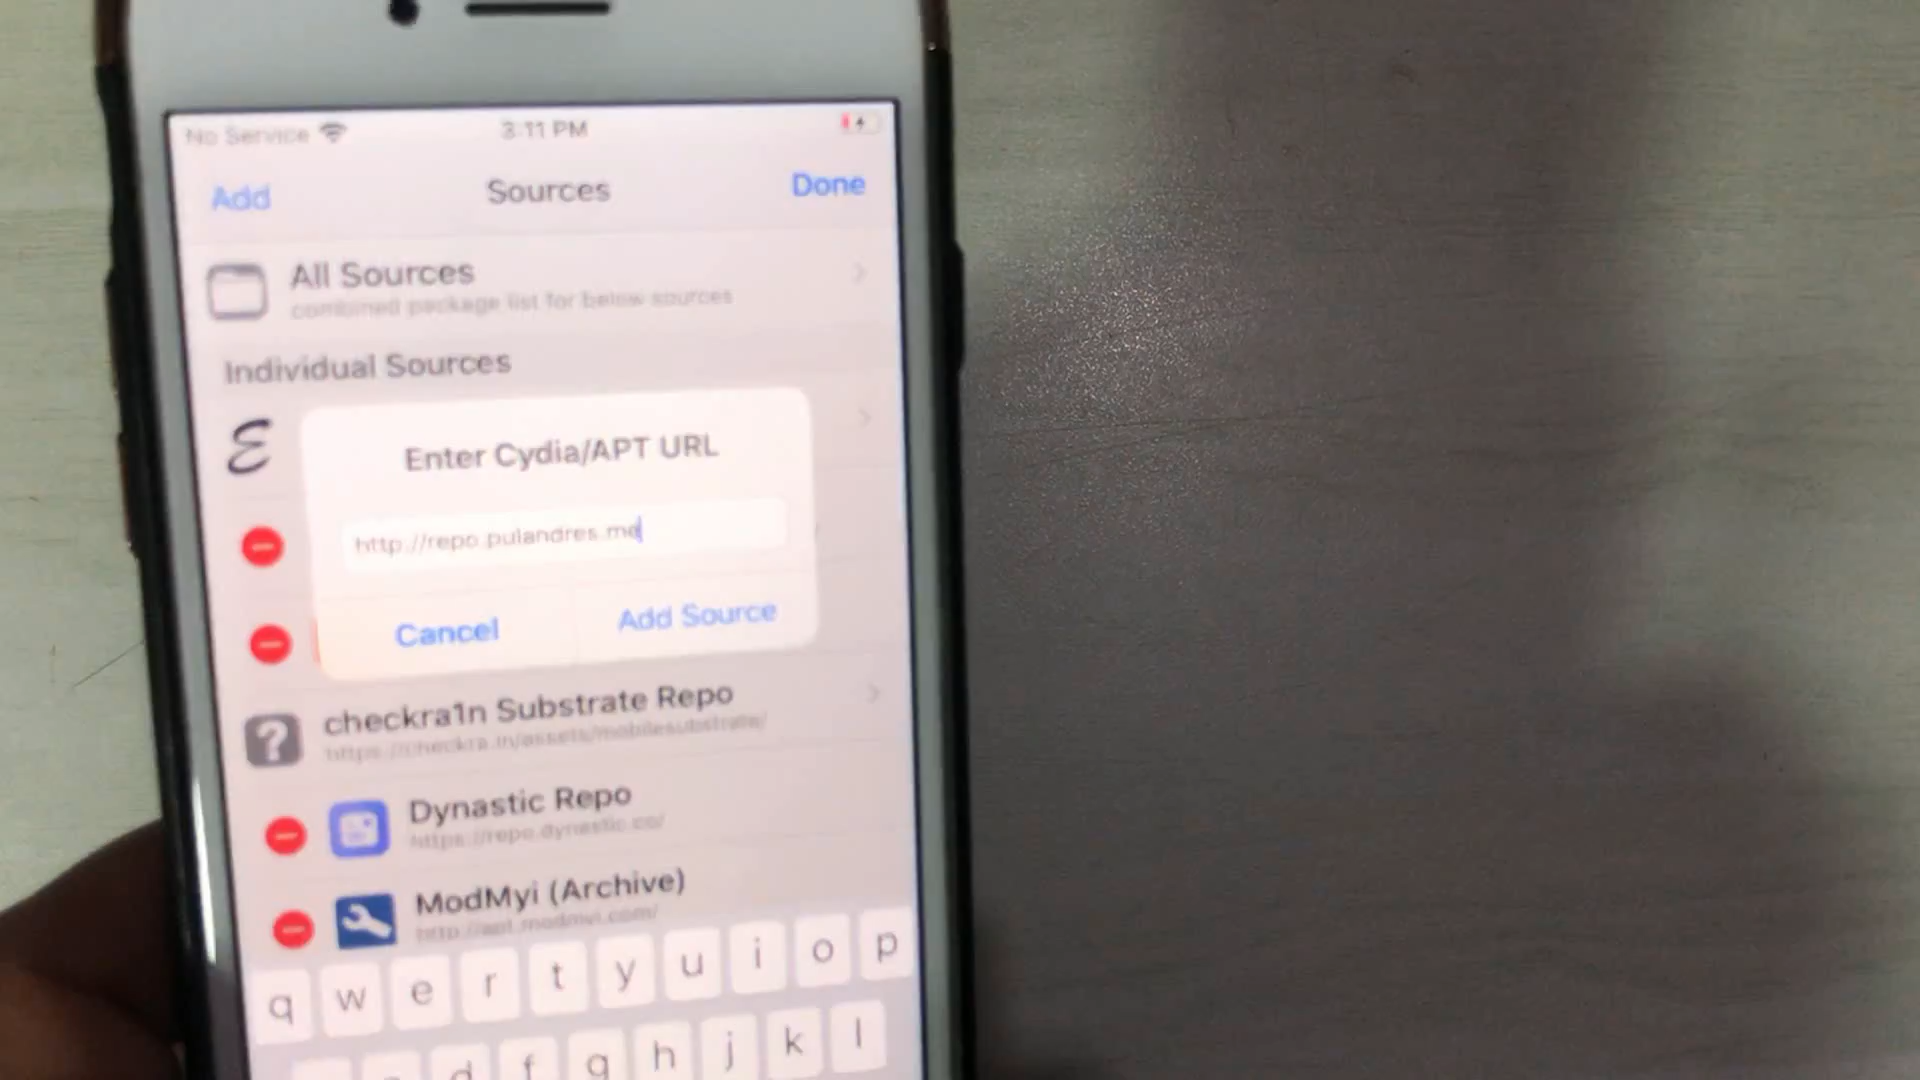 No Service 3:11 PM
Add Sources Done
All Sources
combined package list for below sources
Individual Sources
Enter Cydia/APT URL
http://repo.pulandres.me
Cancel Add Source
checkra1n Substrate Repo
https://checkra.in/assets/mobilesubstrate/
Dynastic Repo
https://repo.dynastic.co/
ModMyi (Archive)
http://apt.modmyi.com/
q w e r t y u i o p
d f g h j k l